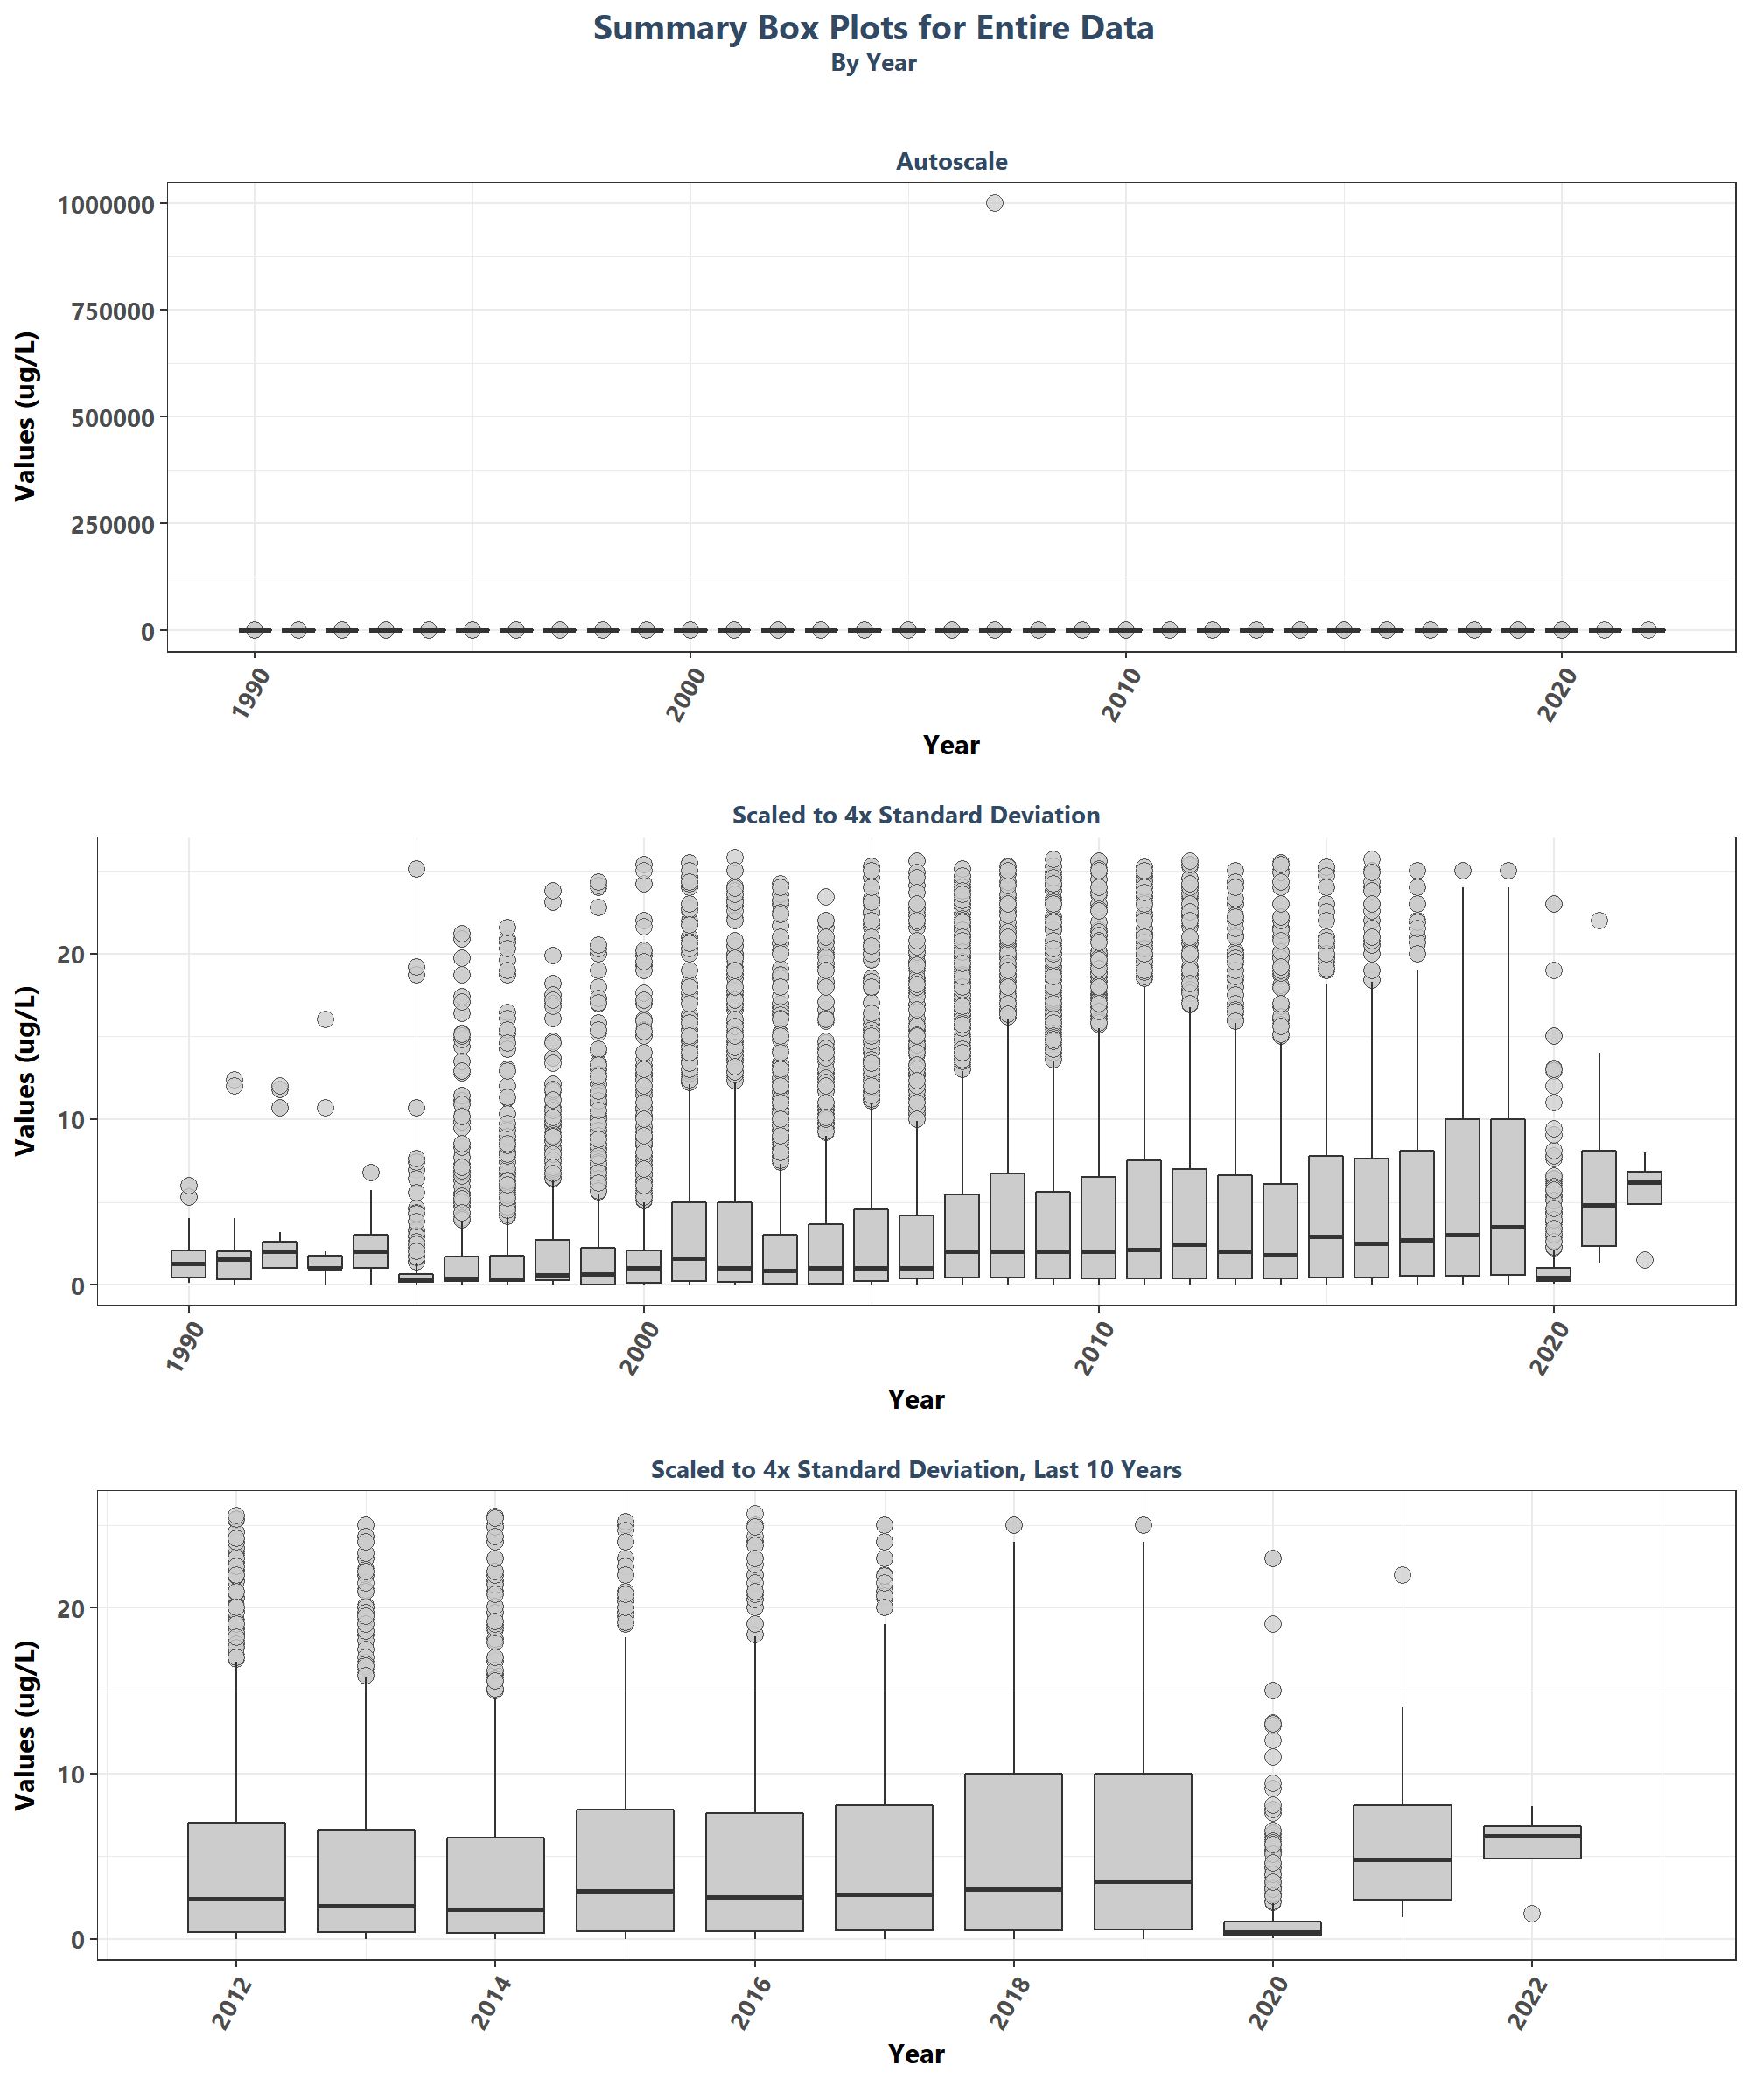 Summary Box Plots for Entire Data
By Year
Autoscale
Values (ug/L)
1000000
750000
500000
250000
0
1990
2000
2010
2020
Year
Scaled to 4x Standard Deviation
Values (ug/L)
20
10
0
1990
2000
2010
2020
Year
Scaled to 4x Standard Deviation, Last 10 Years
Values (ug/L)
20
10
0
2012
2014
2016
2018
2020
2022
Year